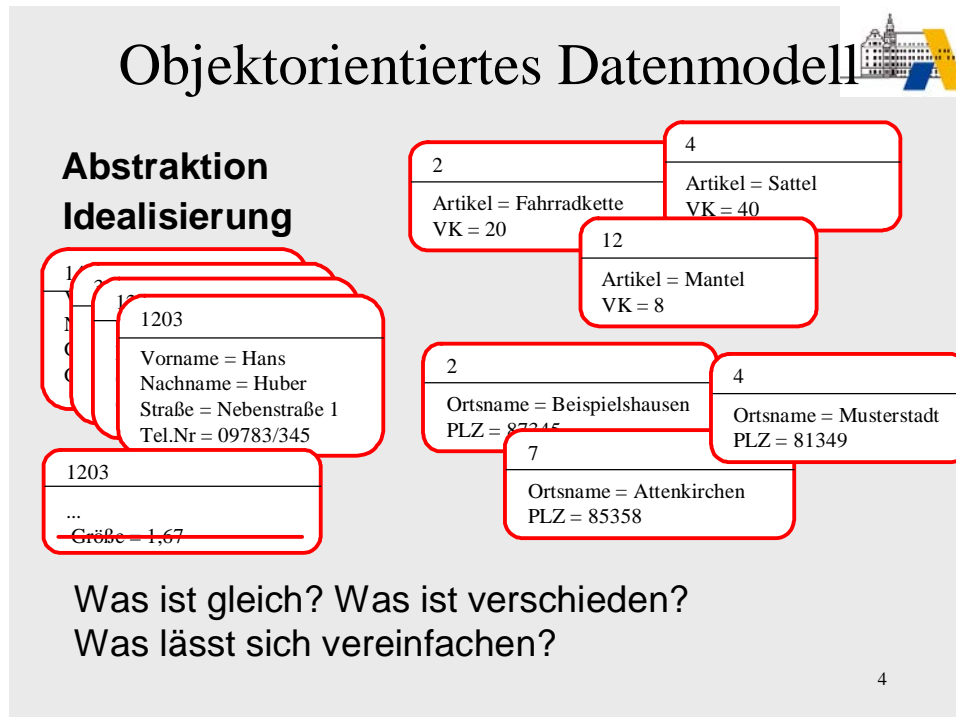 Objektorientiertes Datenmodell
Abstraktion
Idealisierung
2
Artikel = Fahrradkette
VK = 20
4
Artikel = Sattel
VK = 40
12
Artikel = Mantel
VK = 8
1203
Vorname = Hans
Nachname = Huber
Straße = Nebenstraße 1
Tel.Nr = 09783/345
1203
...
Größe = 1,67
2
Ortsname = Beispielshausen
PLZ = 87345
4
Ortsname = Musterstadt
PLZ = 81349
7
Ortsname = Attenkirchen
PLZ = 85358
Was ist gleich? Was ist verschieden?
Was lässt sich vereinfachen?
4